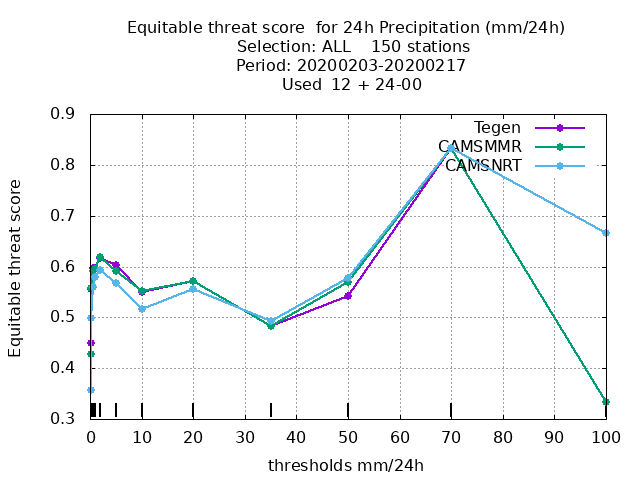 Equitable threat score  for 24h Precipitation (mm/24h)
Selection: ALL    150 stations
Period: 20200203-20200217
Used  12 + 24-00
Tegen
CAMSMMR
CAMSNRT
Equitable threat score
0.9
0.8
0.7
0.6
0.5
0.4
0.3
0 10 20 30 40 50 60 70 80 90 100
thresholds mm/24h